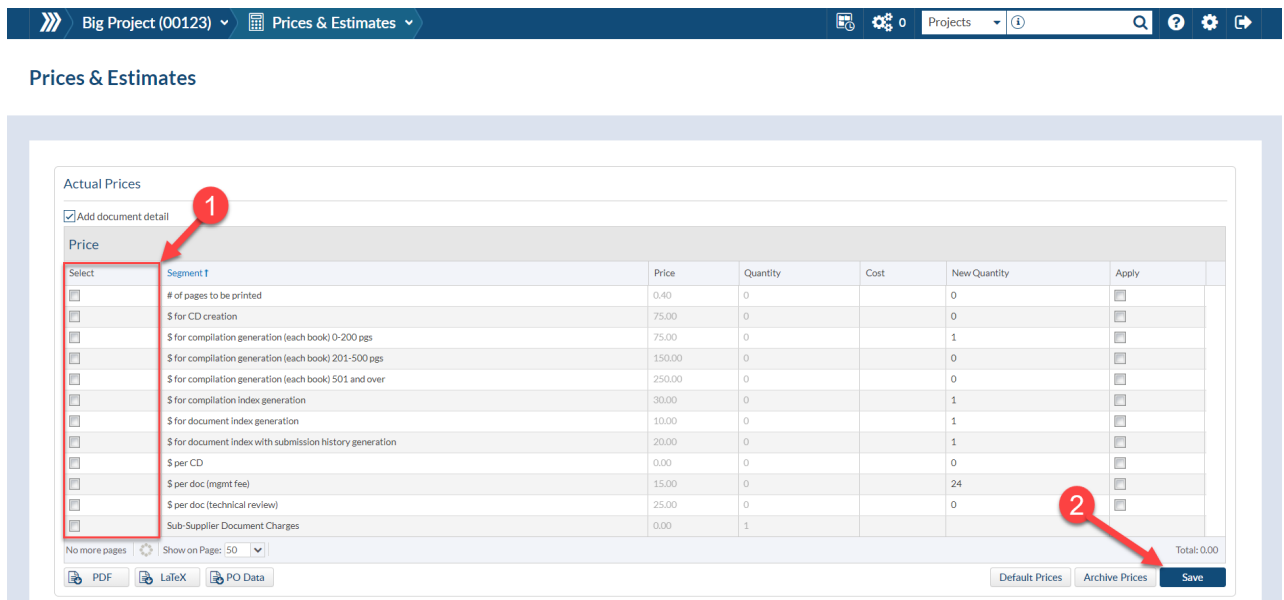 Big Project (00123) Prices & Estimates 0 Projects
Prices & Estimates
Actual Prices
1
Add document detail
Price
Select Segment Price Quantity Cost New Quantity Apply
# of pages to be printed 0.40 0 0
$ for CD creation 75.00 0 0
$ for compilation generation (each book) 0-200 pgs 75.00 0 1
$ for compilation generation (each book) 201-500 pgs 150.00 0 0
$ for compilation generation (each book) 501 and over 250.00 0 0
$ for compilation index generation 30.00 0 1
$ for document index generation 10.00 0 1
$ for document index with submission history generation 20.00 0 1
$ per CD 0.00 0 0
$ per doc (mgmt fee) 15.00 0 24
$ per doc (technical review) 25.00 0 0
2
Sub-Supplier Document Charges 0.00 1
No more pages Show on Page: 50 Total: 0.00
PDF LaTeX PO Data Default Prices Archive Prices Save